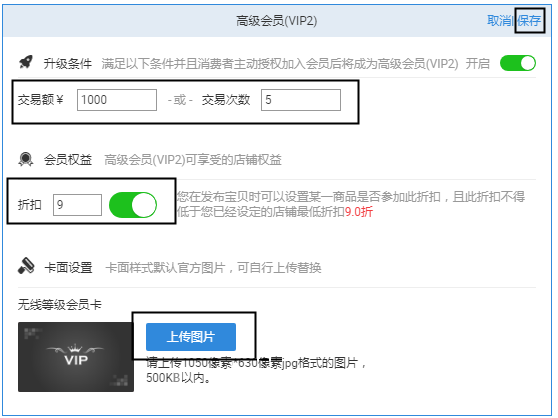 高级会员(VIP2)
取消|保存
升级条件 满足以下条件并且消费者主动授权加入会员后将成为高级会员(VIP2) 开启
交易额￥ 1000 -或- 交易次数 5
会员权益 高级会员(VIP2)可享受的店铺权益
折扣 9
您在发布宝贝时可以设置某一商品是否参加此折扣，且此折扣不得
低于您已经设定的店铺最低折扣9.0折
卡面设置 卡面样式默认官方图片，可自行上传替换
无线等级会员卡
VIP
上传图片
请上传1050像素*630像素jpg格式的图片，
500KB以内。